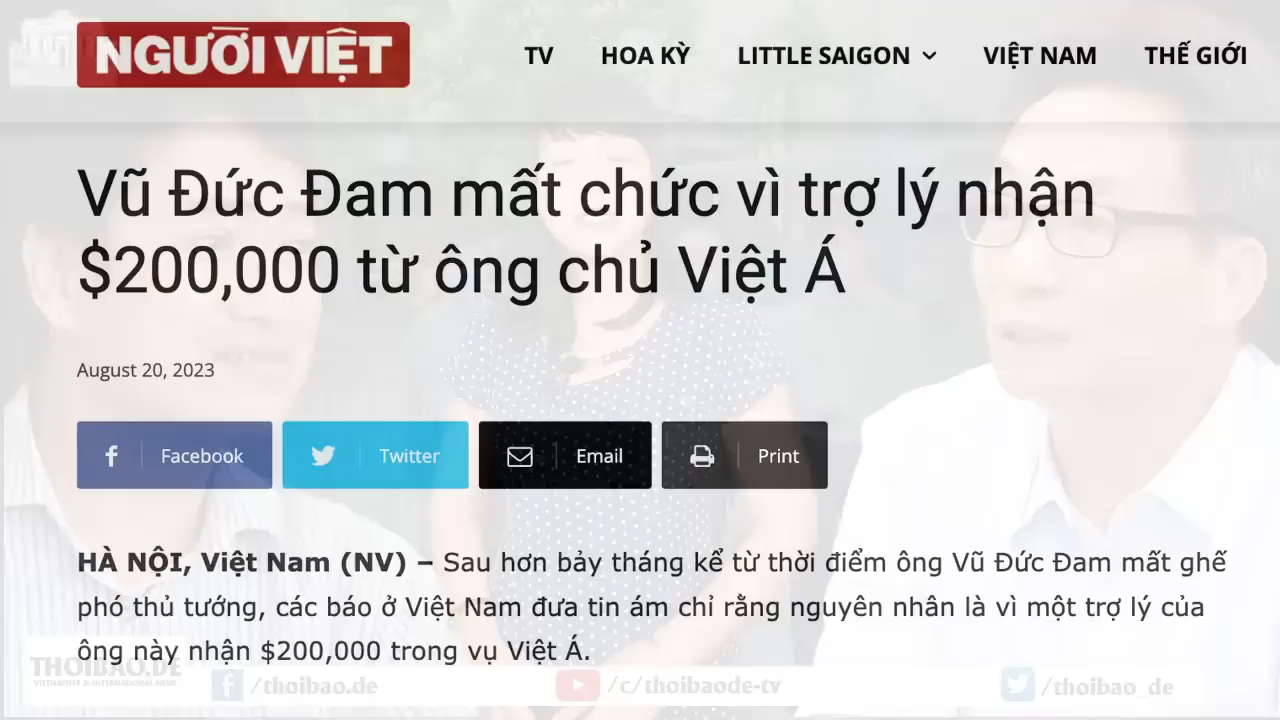 NGƯỜI VIỆT
TV HOA KỲ LITTLE SAIGON VIỆT NAM THẾ GIỚI
Vũ Đức Đam mất chức vì trợ lý nhận
$200,000 từ ông chủ Việt Á
August 20, 2023
Facebook Twitter Email Print
HÀ NỘI, Việt Nam (NV) – Sau hơn bảy tháng kể từ thời điểm ông Vũ Đức Đam mất ghế
phó thủ tướng, các báo ở Việt Nam đưa tin ám chỉ rằng nguyên nhân là vì một trợ lý của
ông này nhận $200,000 trong vụ Việt Á.
THOIBAO.DE
VIETNAMESE & INTERNATIONAL NEWS
/thoibao.de /c/thoibaode-tv /thoibao_de